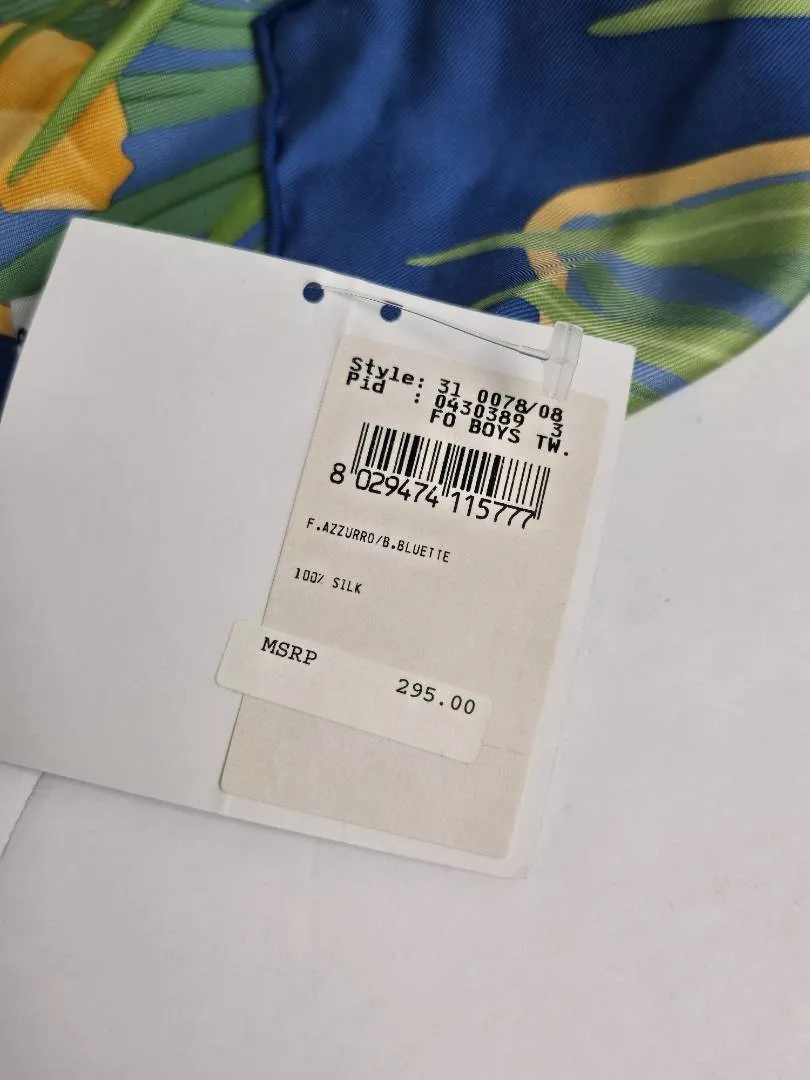 Style: 31 0078/08
Pid : 0430389 3
FO BOYS TW.
8 029474 115777
F.AZZURRO/B.BLUETTE
100% SILK
MSRP
295.00